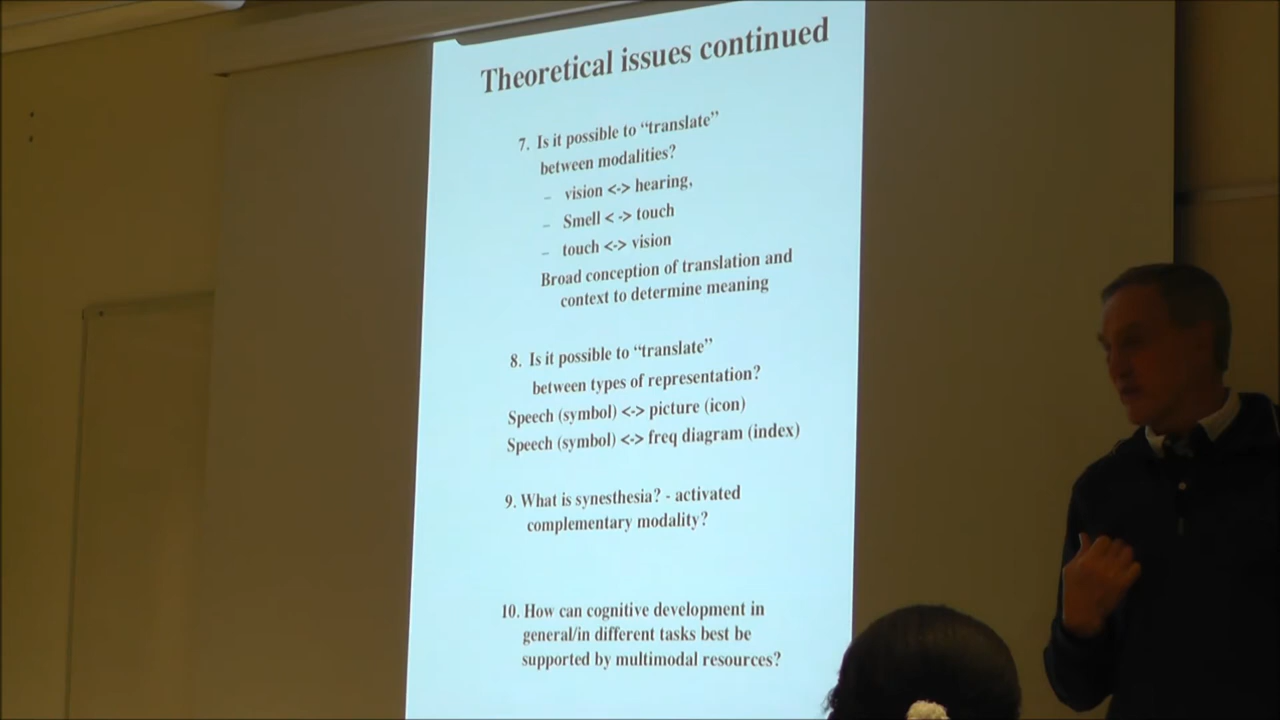 Theoretical issues continued
7. Is it possible to “translate”
between modalities?
– vision <-> hearing,
– Smell < -> touch
– touch <-> vision
Broad conception of translation and
context to determine meaning
8. Is it possible to “translate”
between types of representation?
Speech (symbol) <-> picture (icon)
Speech (symbol) <-> freq diagram (index)
9. What is synesthesia? - activated
complementary modality?
10. How can cognitive development in
general/in different tasks best be
supported by multimodal resources?